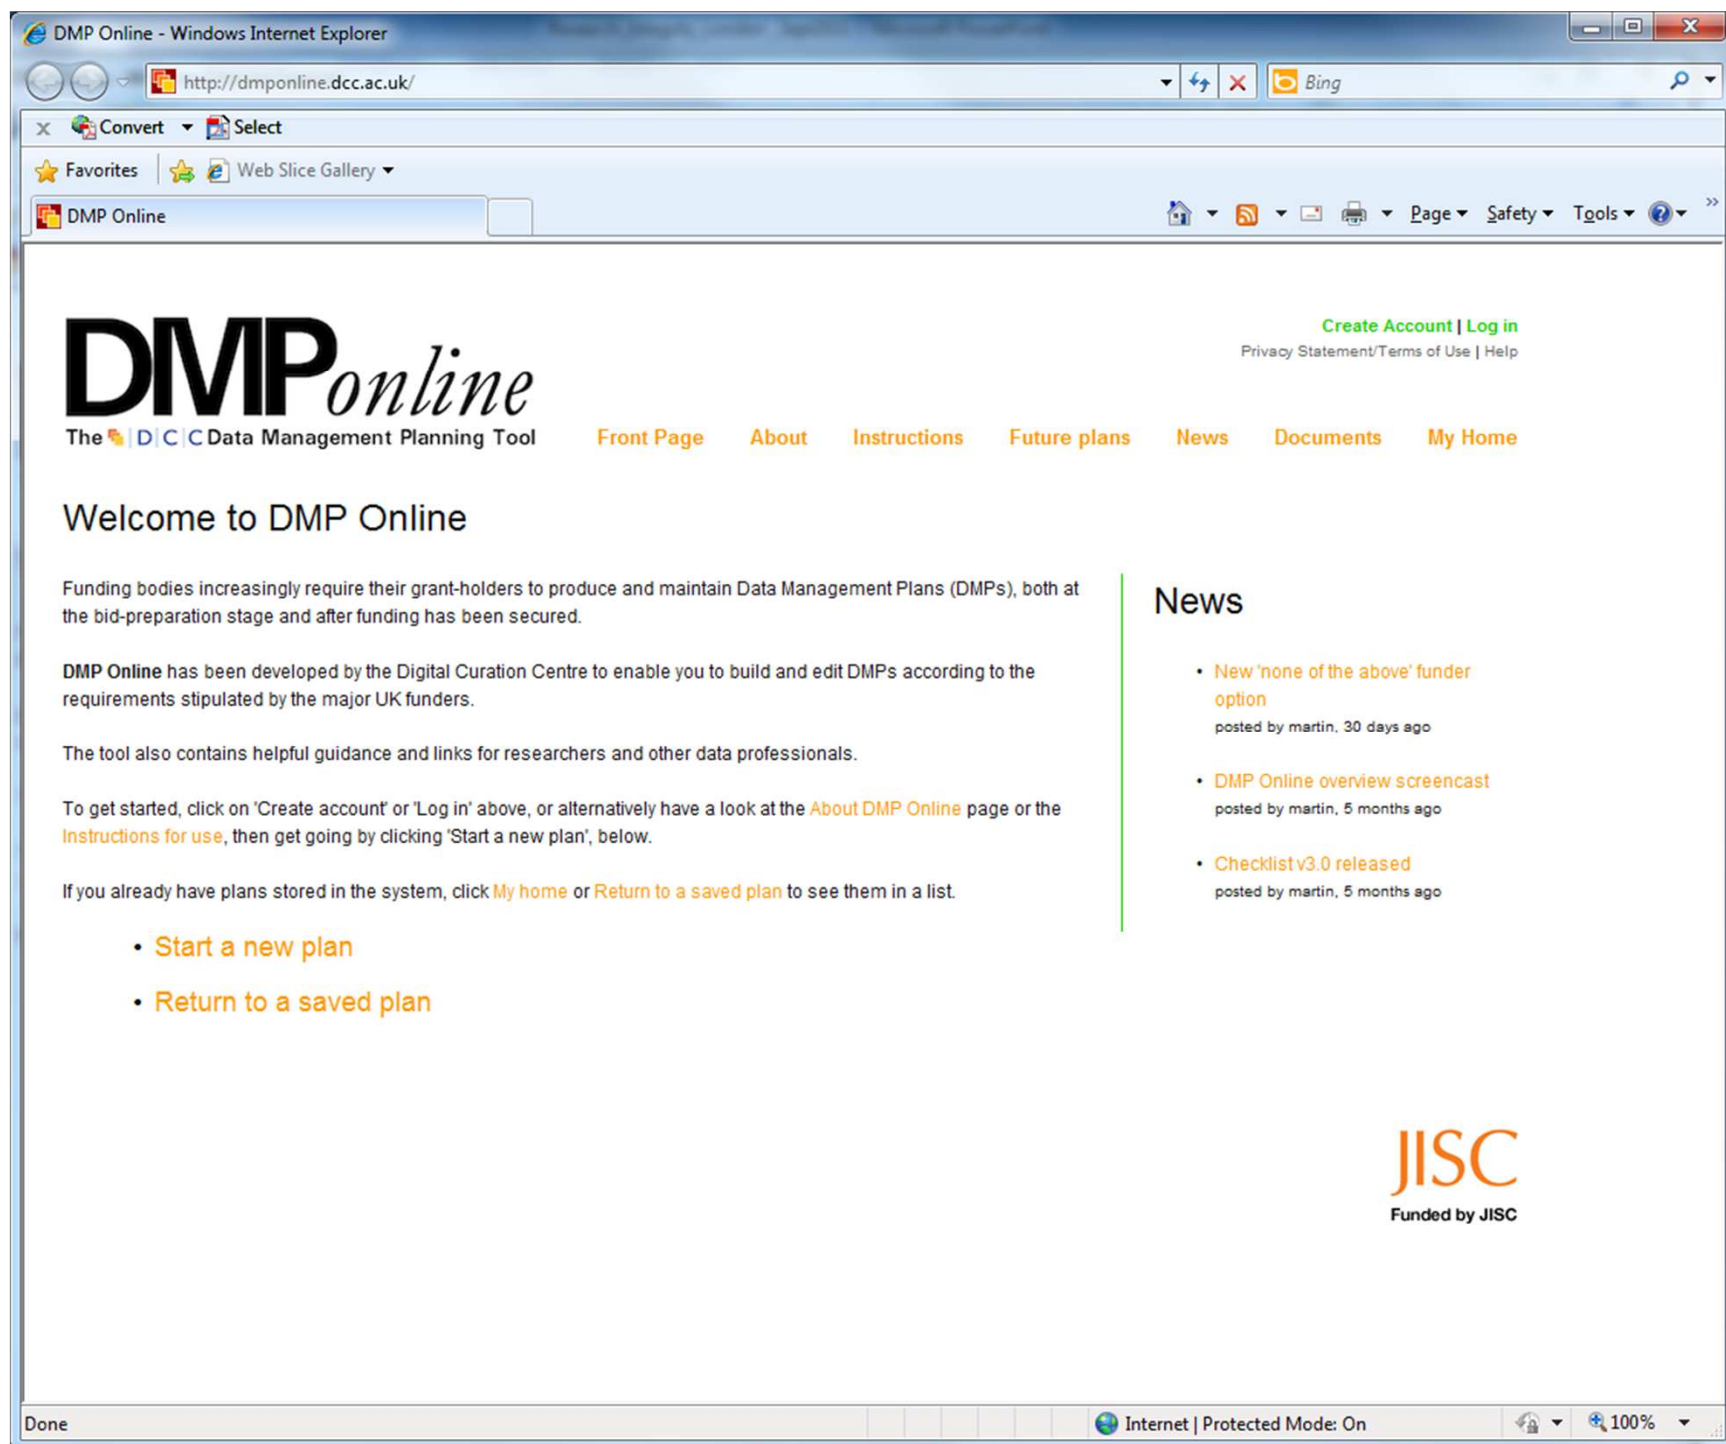 DMP Online - Windows Internet Explorer
http://dmponline.dcc.ac.uk/
Bing
x Convert Select
Favorites Web Slice Gallery
DMP Online
Page Safety Tools »
DMPonline
The D|C|C Data Management Planning Tool
Create Account | Log in
Privacy Statement/Terms of Use | Help
Front Page About Instructions Future plans News Documents My Home
Welcome to DMP Online
Funding bodies increasingly require their grant-holders to produce and maintain Data Management Plans (DMPs), both at
the bid-preparation stage and after funding has been secured.
DMP Online has been developed by the Digital Curation Centre to enable you to build and edit DMPs according to the
requirements stipulated by the major UK funders.
The tool also contains helpful guidance and links for researchers and other data professionals.
To get started, click on 'Create account' or 'Log in' above, or alternatively have a look at the About DMP Online page or the
Instructions for use, then get going by clicking 'Start a new plan', below.
If you already have plans stored in the system, click My home or Return to a saved plan to see them in a list.
• Start a new plan
• Return to a saved plan
News
• New 'none of the above' funder
option
posted by martin, 30 days ago
• DMP Online overview screencast
posted by martin, 5 months ago
• Checklist v3.0 released
posted by martin, 5 months ago
JISC
Funded by JISC
Done
Internet | Protected Mode: On
100%